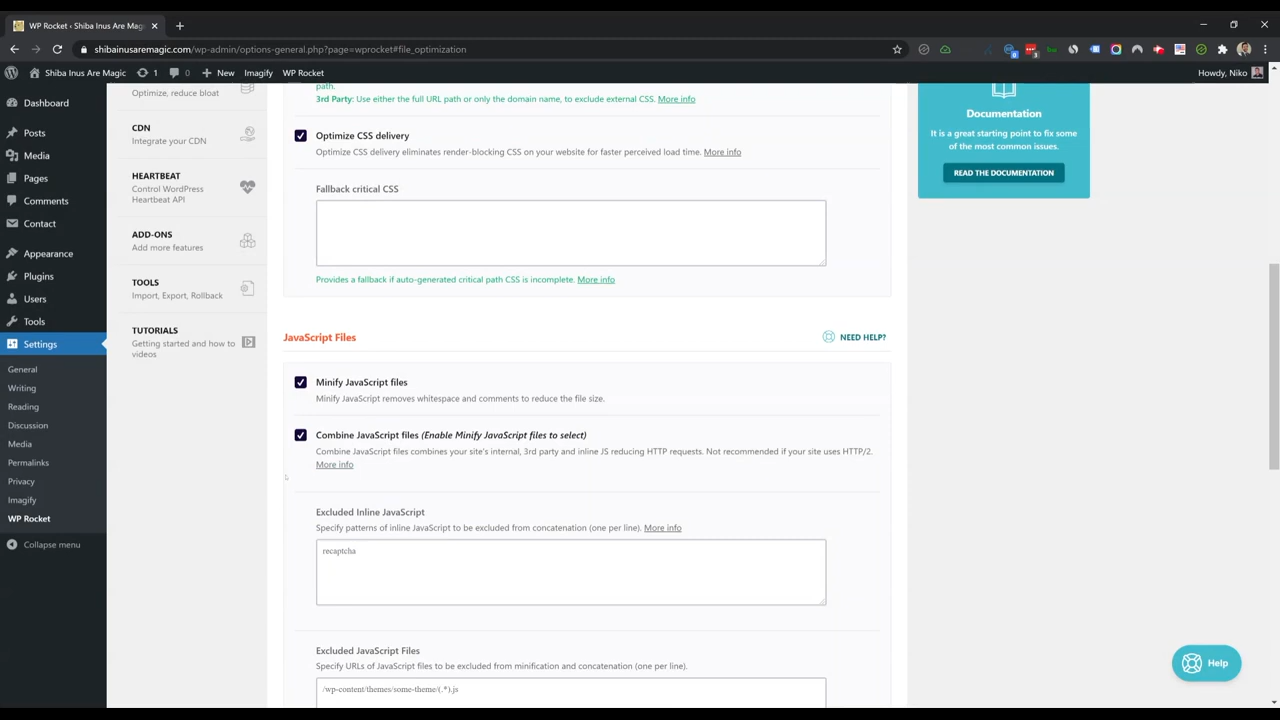 WP Rocket ‹ Shiba Inus Are Magi
shibainusaremagic.com/wp-admin/options-general.php?page=wprocket#file_optimization
Shiba Inus Are Magic
1
0
New
Imagify
WP Rocket
Howdy, Niko
Dashboard
Posts
Media
Pages
Comments
Contact
Appearance
Plugins
Users
Tools
Settings
General
Writing
Reading
Discussion
Media
Permalinks
Privacy
Imagify
WP Rocket
Collapse menu
Optimize, reduce bloat
CDN
Integrate your CDN
HEARTBEAT
Control WordPress
Heartbeat API
ADD-ONS
Add more features
TOOLS
Import, Export, Rollback
TUTORIALS
Getting started and how to
videos
path.
3rd Party: Use either the full URL path or only the domain name, to exclude external CSS. More info
Optimize CSS delivery
Optimize CSS delivery eliminates render-blocking CSS on your website for faster perceived load time. More info
Fallback critical CSS
Provides a fallback if auto-generated critical path CSS is incomplete. More info
JavaScript Files
NEED HELP?
Minify JavaScript files
Minify JavaScript removes whitespace and comments to reduce the file size.
Combine JavaScript files (Enable Minify JavaScript files to select)
Combine JavaScript files combines your site's internal, 3rd party and inline JS reducing HTTP requests. Not recommended if your site uses HTTP/2.
More info
Excluded Inline JavaScript
Specify patterns of inline JavaScript to be excluded from concatenation (one per line). More info
recaptcha
Excluded JavaScript Files
Specify URLs of JavaScript files to be excluded from minification and concatenation (one per line).
/wp-content/themes/some-theme/(.*).js
Documentation
It is a great starting point to fix some
of the most common issues.
READ THE DOCUMENTATION
Help